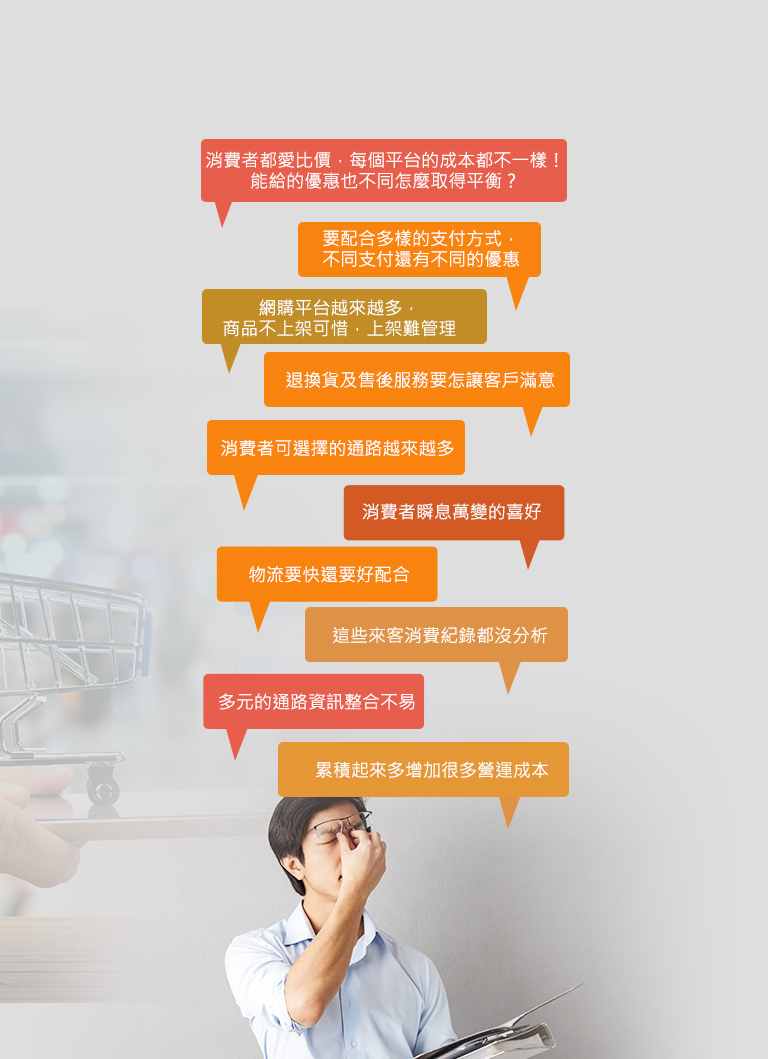 消費者都愛比價，每個平台的成本都不一樣！
能給的優惠也不同怎麼取得平衡？
要配合多樣的支付方式，
不同支付還有不同的優惠
網購平台越來越多，
商品不上架可惜，上架難管理
退換貨及售後服務要怎讓客戶滿意
消費者可選擇的通路越來越多
消費者瞬息萬變的喜好
物流要快還要好配合
這些來客消費紀錄都沒分析
多元的通路資訊整合不易
累積起來多增加很多營運成本